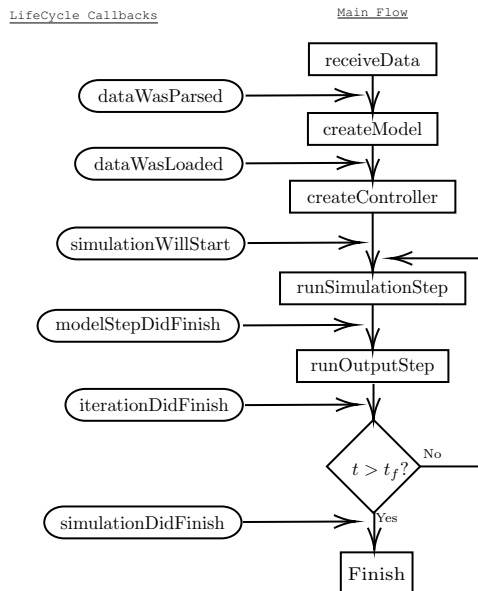 LifeCycle Callbacks
Main Flow
receiveData
dataWasParsed
createModel
dataWasLoaded
createController
simulationWillStart
runSimulationStep
modelStepDidFinish
runOutputStep
iterationDidFinish
No
t > t_f?
Yes
simulationDidFinish
Finish